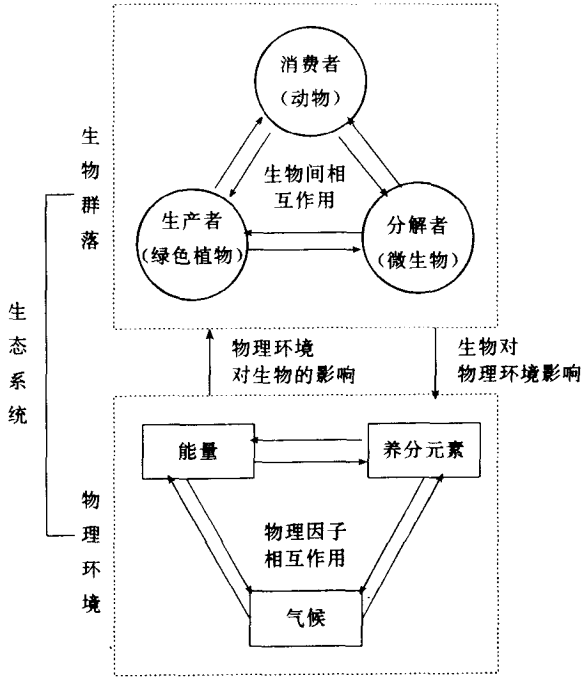 消费者
（动物）
生物间相
互作用
生产者
（绿色植物）
分解者
（微生物）
生物群落
生态系统
物理环境
对生物的影响
生物对
物理环境影响
能量
养分元素
物理因子
相互作用
气候
物理环境